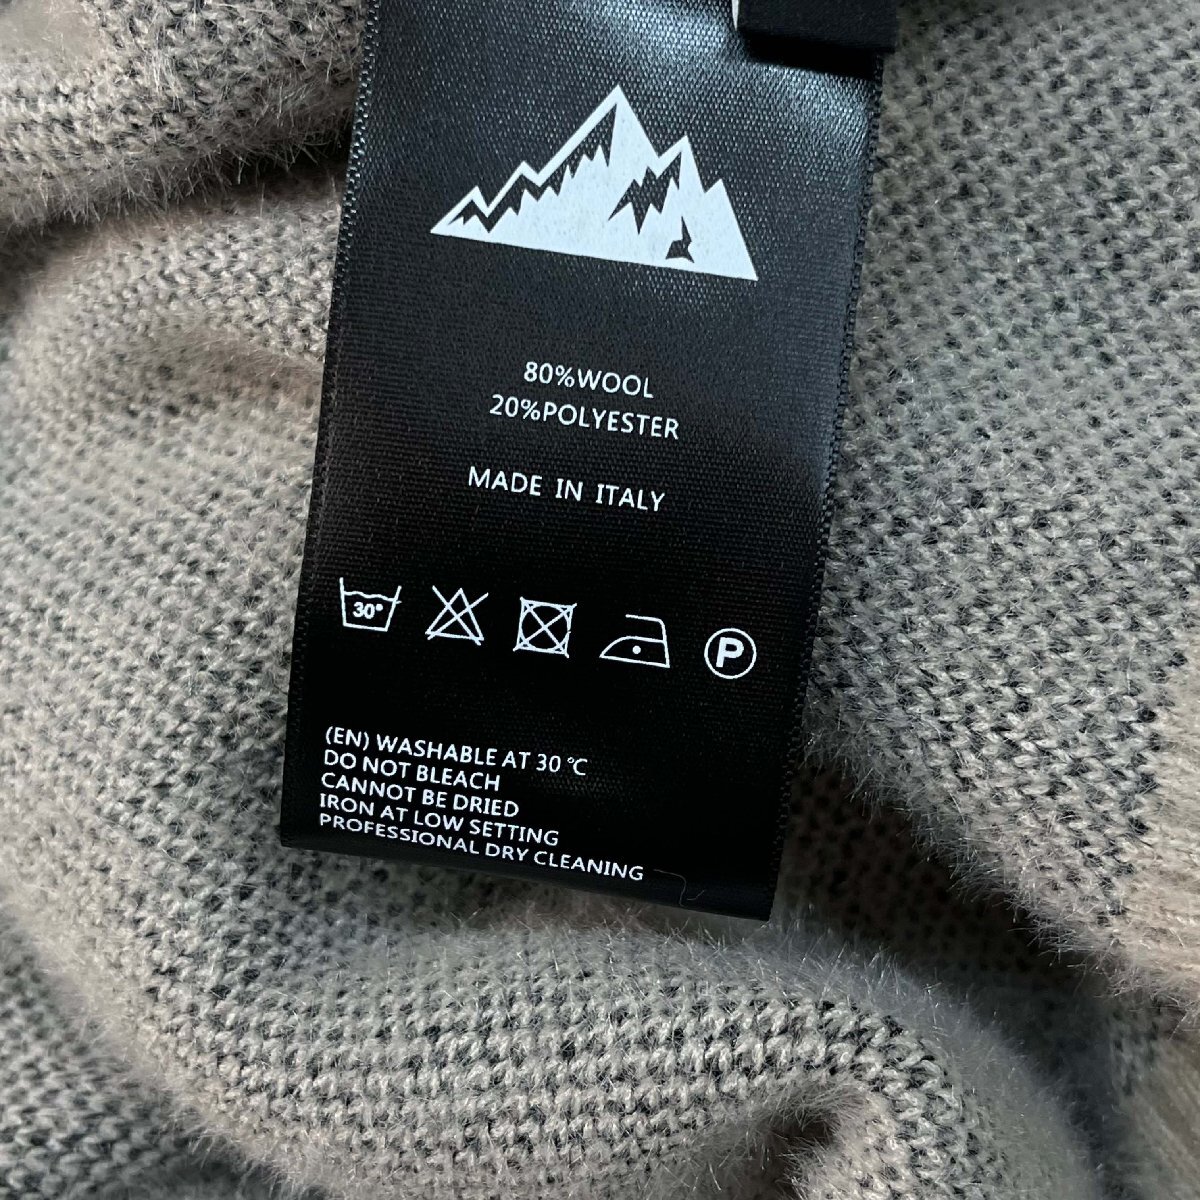 80%WOOL
20%POLYESTER
MADE IN ITALY
30°
P
(EN) WASHABLE AT 30 ℃
DO NOT BLEACH
CANNOT BE DRIED
IRON AT LOW SETTING
PROFESSIONAL DRY CLEANING